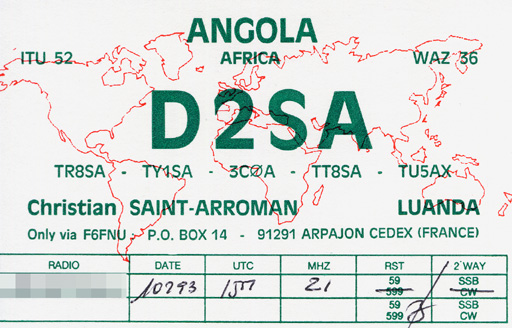 ANGOLA
ITU 52 AFRICA WAZ 36
D2SA
TR8SA - TY1SA - 3CØA - TT8SA - TU5AX
Christian SAINT-ARROMAN LUANDA
Only via F6FNU : P.O. BOX 14 - 91291 ARPAJON CEDEX (FRANCE)
RADIO DATE UTC MHZ RST 2'WAY
10793 21 59 SSB
599 CW
59 SSB
599 CW